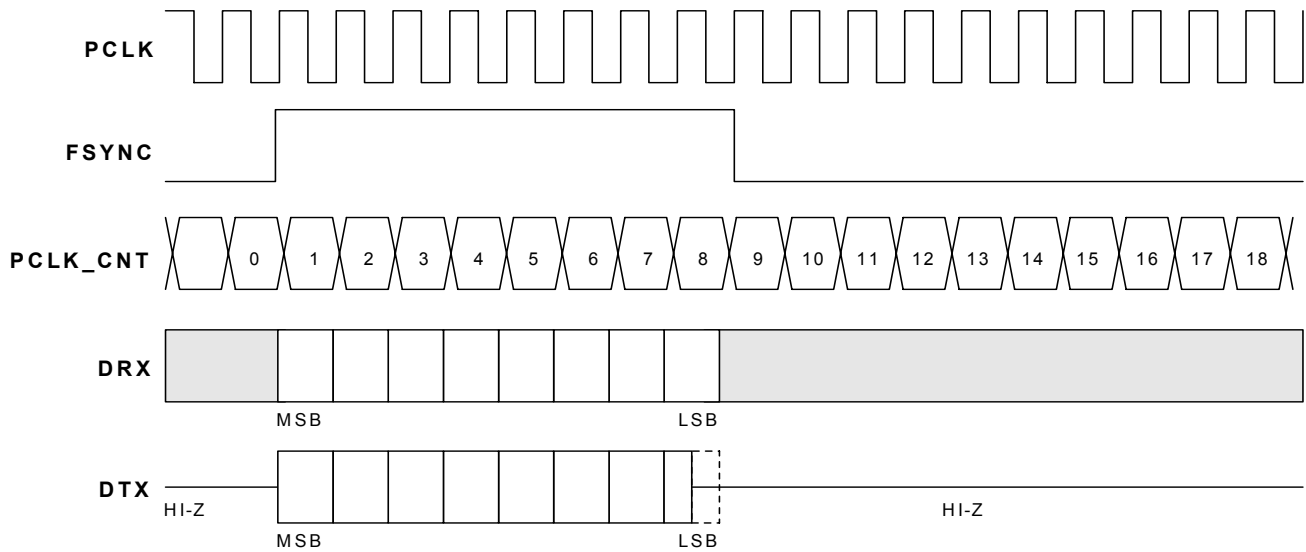 PCLK
FSYNC
PCLK_CNT 0 1 2 3 4 5 6 7 8 9 10 11 12 13 14 15 16 17 18
DRX
MSB LSB
DTX
HI-Z HI-Z
MSB LSB